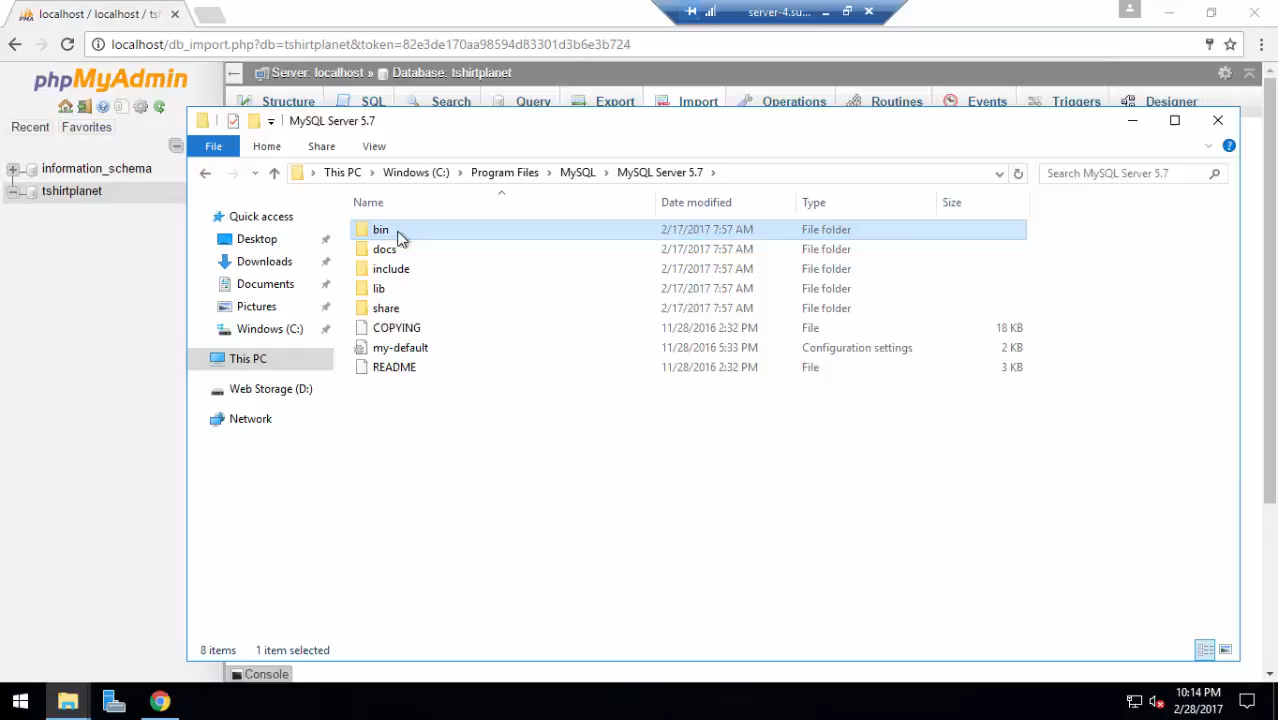 localhost / localhost / tsh
server-4.su...
localhost/db_import.php?db=tshirtplanet&token=82e3de170aa98594d83301d3b6e3b724
phpMyAdmin
Server: localhost » Database: tshirtplanet
Structure SQL Search Query Export Import Operations Routines Events Triggers Designer
Recent Favorites
information_schema
tshirtplanet
MySQL Server 5.7
File Home Share View
This PC > Windows (C:) > Program Files > MySQL > MySQL Server 5.7 >
Search MySQL Server 5.7
Quick access
Desktop
Downloads
Documents
Pictures
Windows (C:)
This PC
Web Storage (D:)
Network
Name Date modified Type Size
bin 2/17/2017 7:57 AM File folder
docs 2/17/2017 7:57 AM File folder
include 2/17/2017 7:57 AM File folder
lib 2/17/2017 7:57 AM File folder
share 2/17/2017 7:57 AM File folder
COPYING 11/28/2016 2:32 PM File 18 KB
my-default 11/28/2016 5:33 PM Configuration settings 2 KB
README 11/28/2016 2:32 PM File 3 KB
8 items 1 item selected
Console
10:14 PM
2/28/2017